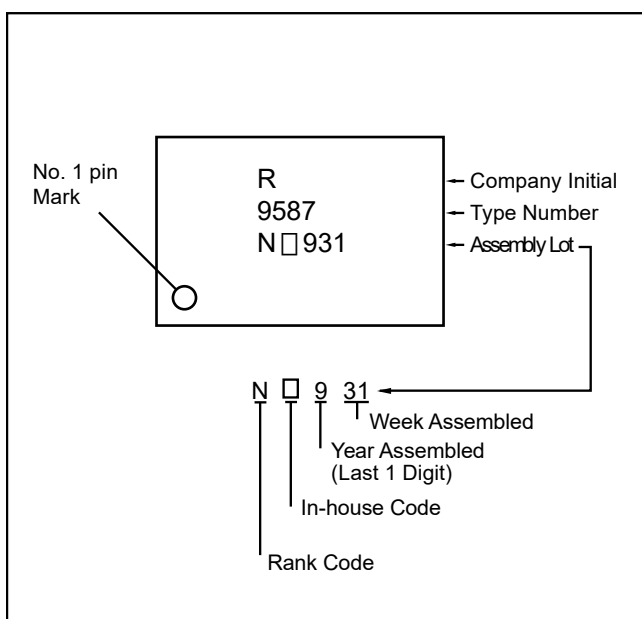 No. 1 pin
Mark
R
9587
N□931
Company Initial
Type Number
Assembly Lot
N □ 9 31
Week Assembled
Year Assembled
(Last 1 Digit)
In-house Code
Rank Code